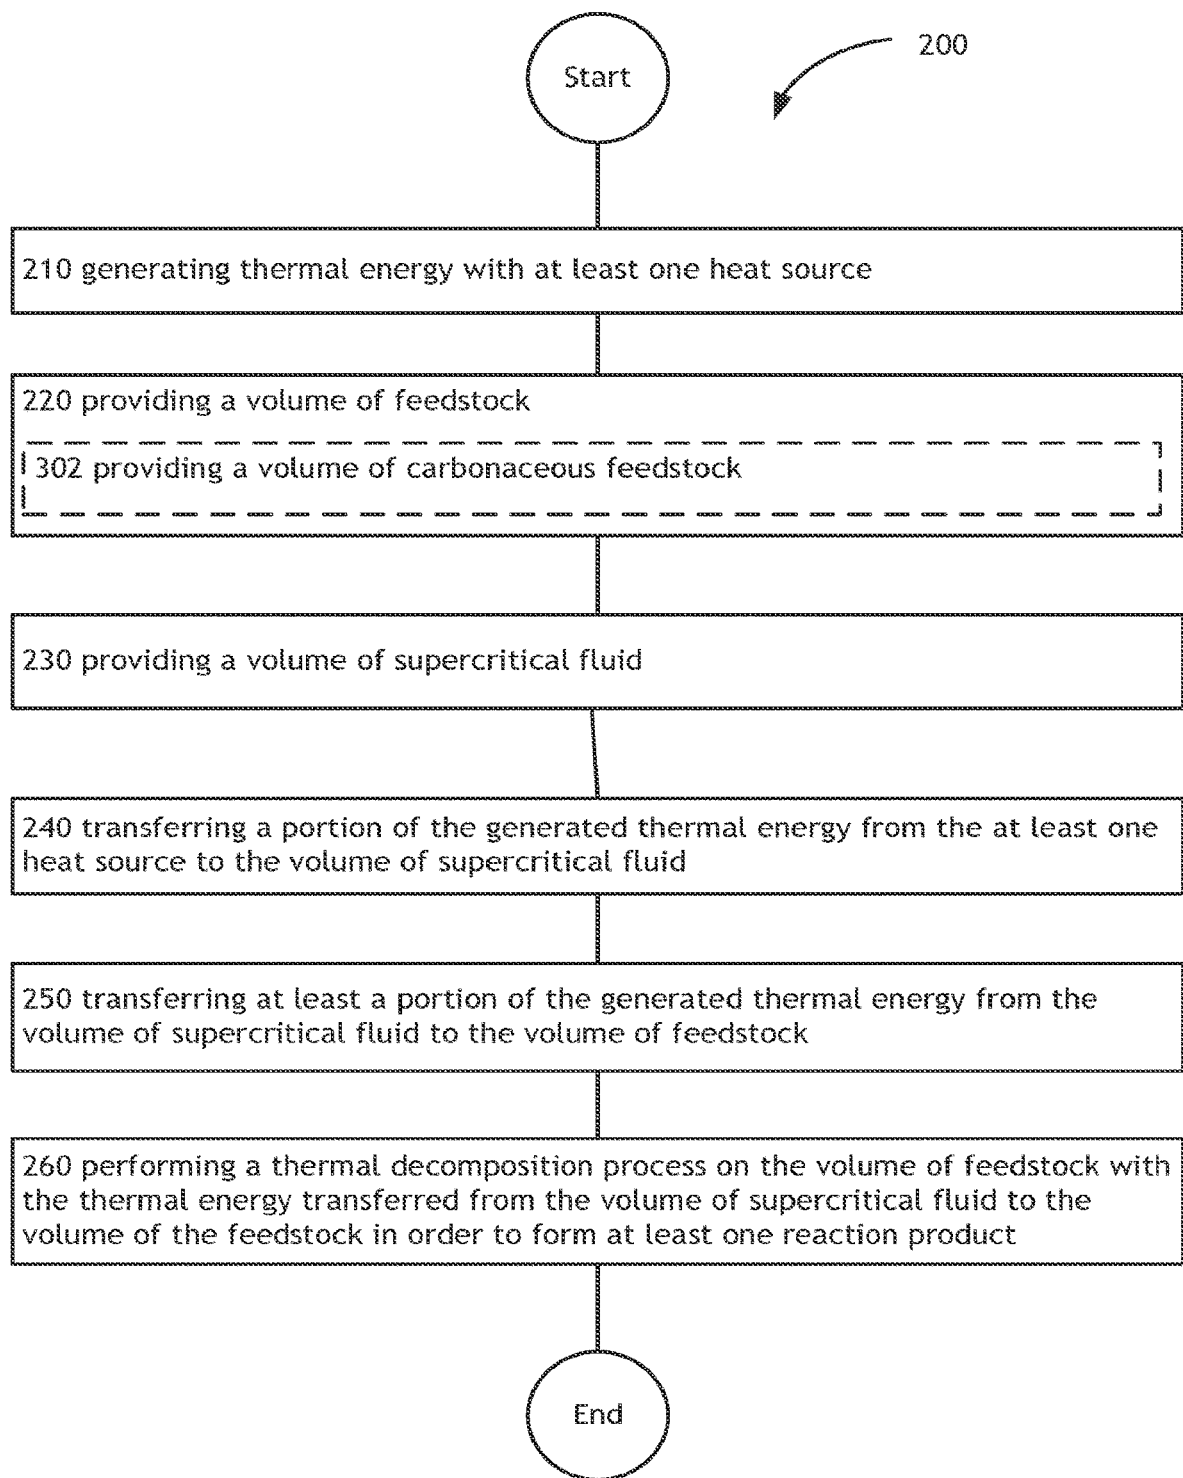 Start
200
210 generating thermal energy with at least one heat source
220 providing a volume of feedstock
302 providing a volume of carbonaceous feedstock
230 providing a volume of supercritical fluid
240 transferring a portion of the generated thermal energy from the at least one
heat source to the volume of supercritical fluid
250 transferring at least a portion of the generated thermal energy from the
volume of supercritical fluid to the volume of feedstock
260 performing a thermal decomposition process on the volume of feedstock with
the thermal energy transferred from the volume of supercritical fluid to the
volume of the feedstock in order to form at least one reaction product
End